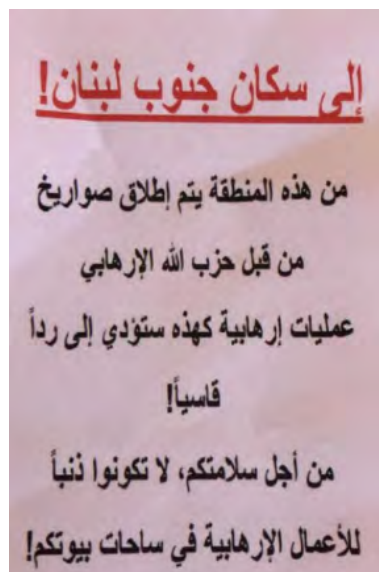 إلى سكان جنوب لبنان!
من هذه المنطقة يتم إطلاق صواريخ
من قبل حزب الله الإرهابي
عمليات إرهابية كهذه ستؤدي إلى رداً
قاسياً!
من أجل سلامتكم، لا تكونوا ذنباً
للأعمال الإرهابية في ساحات بيوتكم!